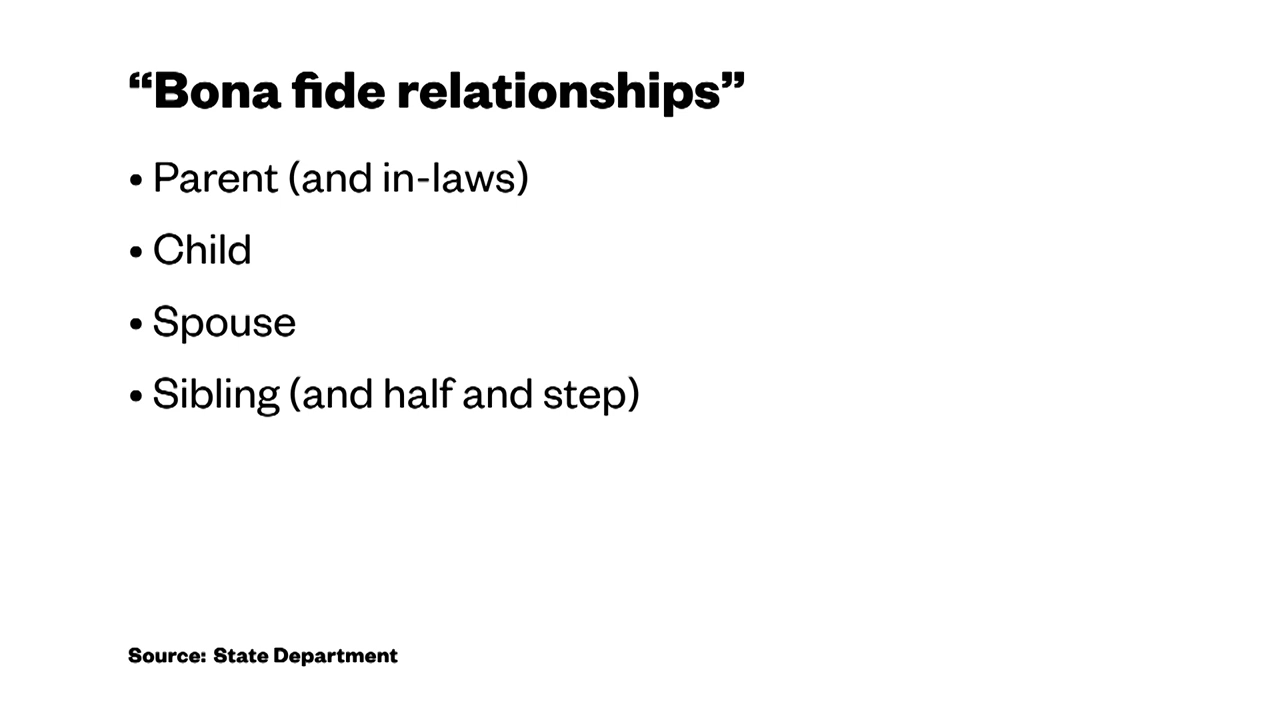 “Bona fide relationships”
• Parent (and in-laws)
• Child
• Spouse
• Sibling (and half and step)
Source: State Department